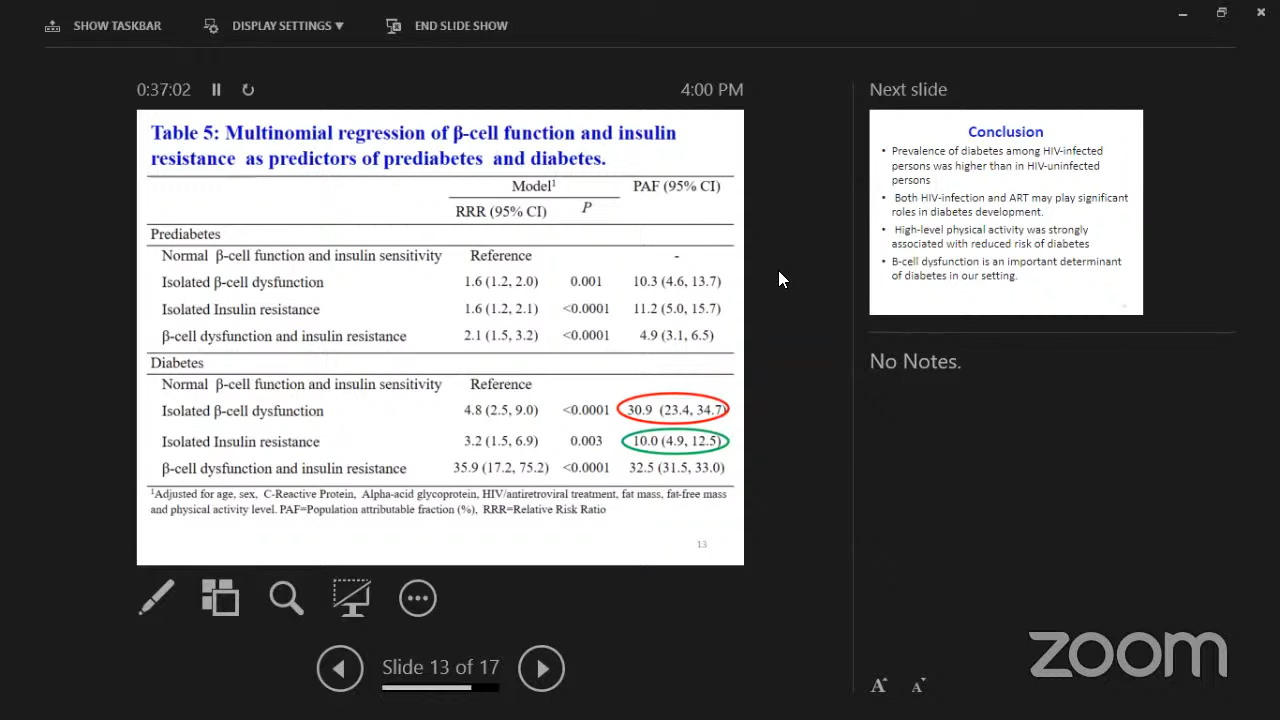 SHOW TASKBAR DISPLAY SETTINGS ▼ END SLIDE SHOW
0:37:02 4:00 PM
Table 5: Multinomial regression of β-cell function and insulin
resistance as predictors of prediabetes and diabetes.
Model¹ PAF (95% CI)
RRR (95% CI) P
Prediabetes
Normal β-cell function and insulin sensitivity Reference -
Isolated β-cell dysfunction 1.6 (1.2, 2.0) 0.001 10.3 (4.6, 13.7)
Isolated Insulin resistance 1.6 (1.2, 2.1) <0.0001 11.2 (5.0, 15.7)
β-cell dysfunction and insulin resistance 2.1 (1.5, 3.2) <0.0001 4.9 (3.1, 6.5)
Diabetes
Normal β-cell function and insulin sensitivity Reference
Isolated β-cell dysfunction 4.8 (2.5, 9.0) <0.0001 30.9 (23.4, 34.7)
Isolated Insulin resistance 3.2 (1.5, 6.9) 0.003 10.0 (4.9, 12.5)
β-cell dysfunction and insulin resistance 35.9 (17.2, 75.2) <0.0001 32.5 (31.5, 33.0)
¹Adjusted for age, sex, C-Reactive Protein, Alpha-acid glycoprotein, HIV/antiretroviral treatment, fat mass, fat-free mass
and physical activity level. PAF=Population attributable fraction (%), RRR=Relative Risk Ratio
13
Slide 13 of 17
Next slide
Conclusion
• Prevalence of diabetes among HIV-infected
persons was higher than in HIV-uninfected
persons
• Both HIV-infection and ART may play significant
roles in diabetes development.
• High-level physical activity was strongly
associated with reduced risk of diabetes
• B-cell dysfunction is an important determinant
of diabetes in our setting.
No Notes.
A A
zoom